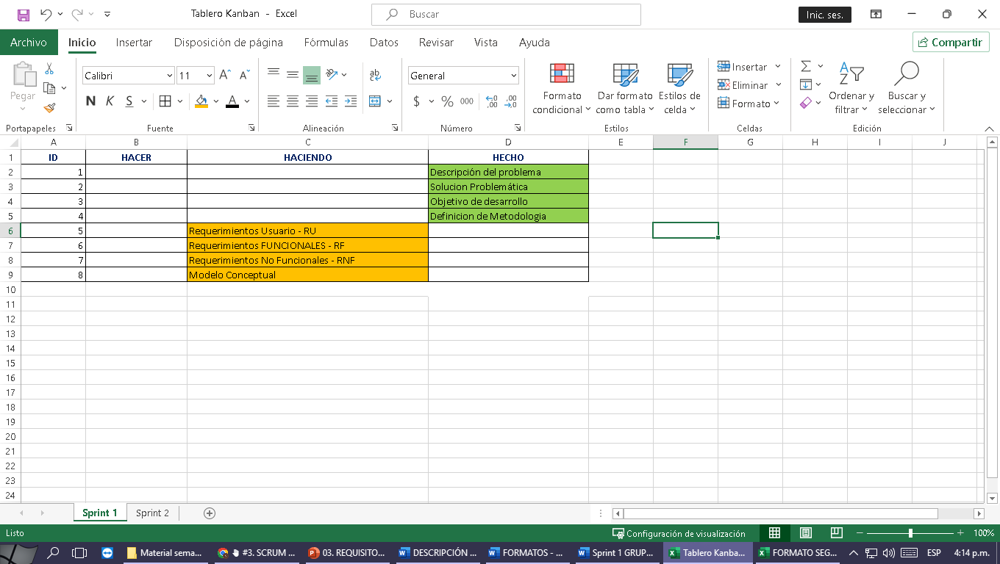 Tablero Kanban - Excel
Buscar
Inic. ses.
Archivo Inicio Insertar Disposición de página Fórmulas Datos Revisar Vista Ayuda Compartir
Pegar
Portapapeles
Calibri 11
N K S A
Fuente
ab
Alineación
General
$ % 000
Número
Formato condicional
Dar formato como tabla
Estilos de celda
Estilos
Insertar
Eliminar
Formato
Celdas
Ordenar y filtrar
Buscar y seleccionar
Edición
A B C D E F G H I J
1 ID HACER HACIENDO HECHO
2 1 Descripción del problema
3 2 Solucion Problemática
4 3 Objetivo de desarrollo
5 4 Definicion de Metodologia
6 5 Requerimientos Usuario - RU
7 6 Requerimientos FUNCIONALES - RF
8 7 Requerimientos No Funcionales - RNF
9 8 Modelo Conceptual
10
11
12
13
14
15
16
17
18
19
20
21
22
23
24
Sprint 1 Sprint 2
Listo
Configuración de visualización
100%
Material sema...
#3. SCRUM ...
03. REQUISITO...
DESCRIPCIÓN ...
FORMATOS - ...
Sprint 1 GRUP...
Tablero Kanba...
FORMATO SEG...
ESP
4:14 p.m.